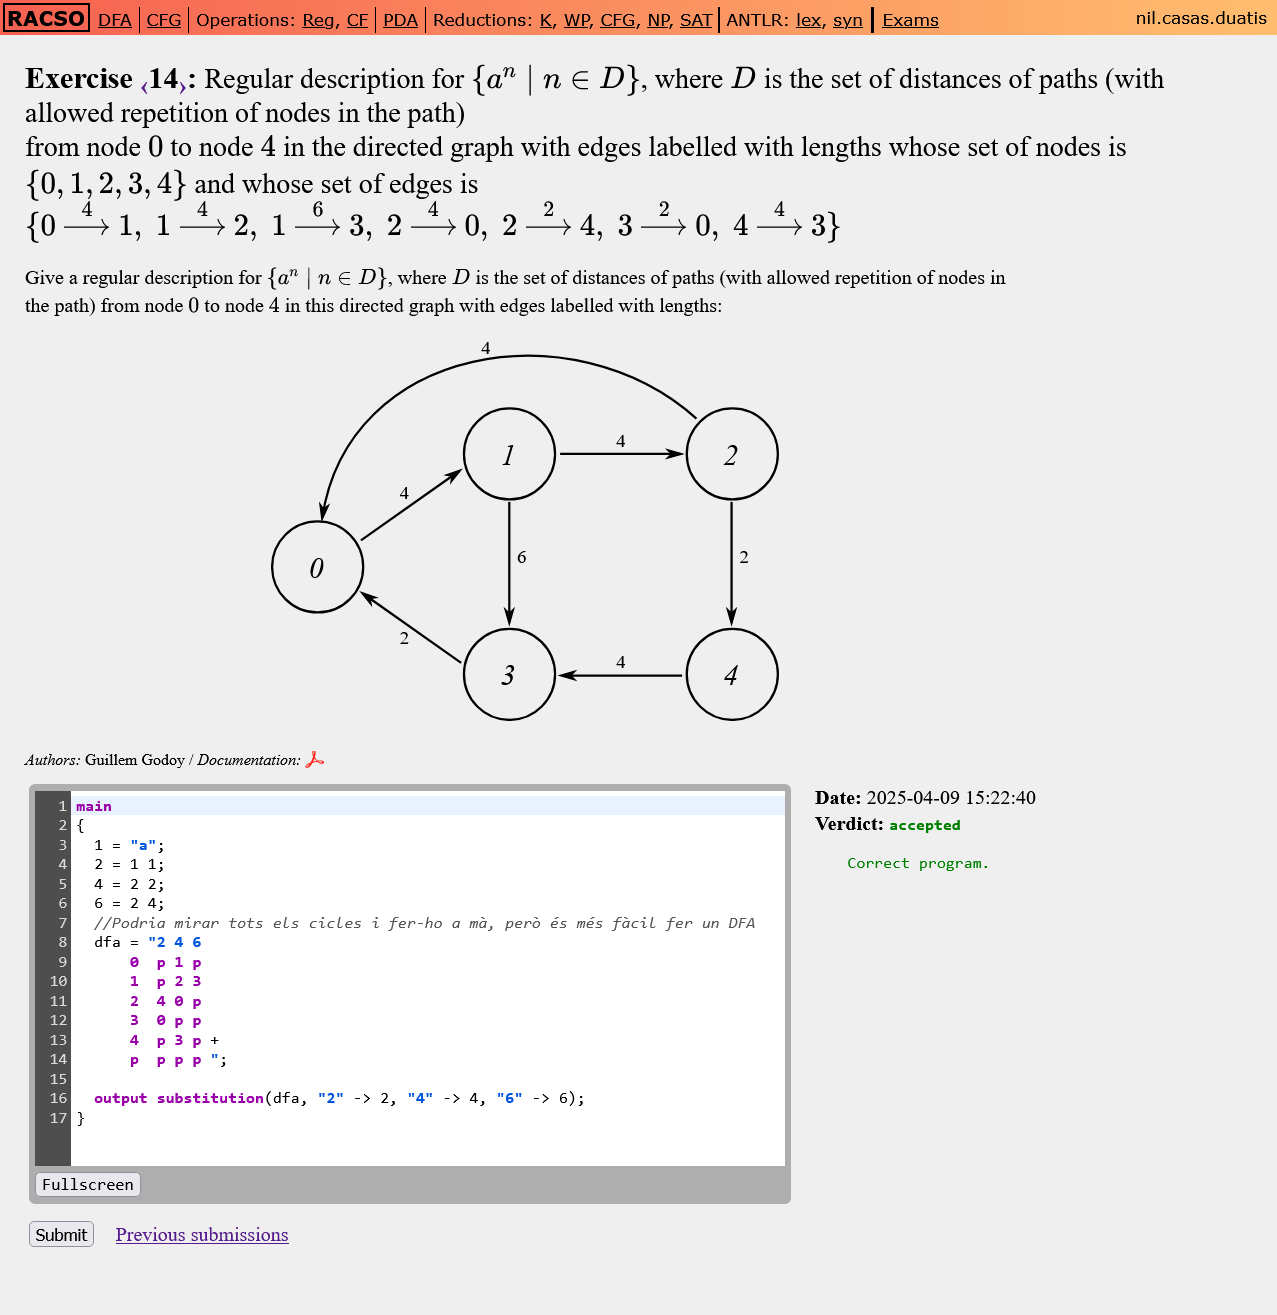 RACSO DFA CFG Operations: Reg, CF PDA Reductions: K, WP, CFG, NP, SAT ANTLR: lex, syn Exams nil.casas.duatis
Exercise ‹14›: Regular description for {aⁿ | n ∈ D}, where D is the set of distances of paths (with
allowed repetition of nodes in the path)
from node 0 to node 4 in the directed graph with edges labelled with lengths whose set of nodes is
{0, 1, 2, 3, 4} and whose set of edges is
{0 —4→ 1, 1 —4→ 2, 1 —6→ 3, 2 —4→ 0, 2 —2→ 4, 3 —2→ 0, 4 —4→ 3}
Give a regular description for {aⁿ | n ∈ D}, where D is the set of distances of paths (with allowed repetition of nodes in
the path) from node 0 to node 4 in this directed graph with edges labelled with lengths:
4
1 4 2
4
0 6 2
2
3 4 4
Authors: Guillem Godoy / Documentation:
1 main
2 {
3 1 = "a";
4 2 = 1 1;
5 4 = 2 2;
6 6 = 2 4;
7 //Podria mirar tots els cicles i fer-ho a mà, però és més fàcil fer un DFA
8 dfa = "2 4 6
9 0 p 1 p
10 1 p 2 3
11 2 4 0 p
12 3 0 p p
13 4 p 3 p +
14 p p p p ";
15
16 output substitution(dfa, "2" -> 2, "4" -> 4, "6" -> 6);
17 }
Fullscreen
Date: 2025-04-09 15:22:40
Verdict: accepted
Correct program.
Submit Previous submissions